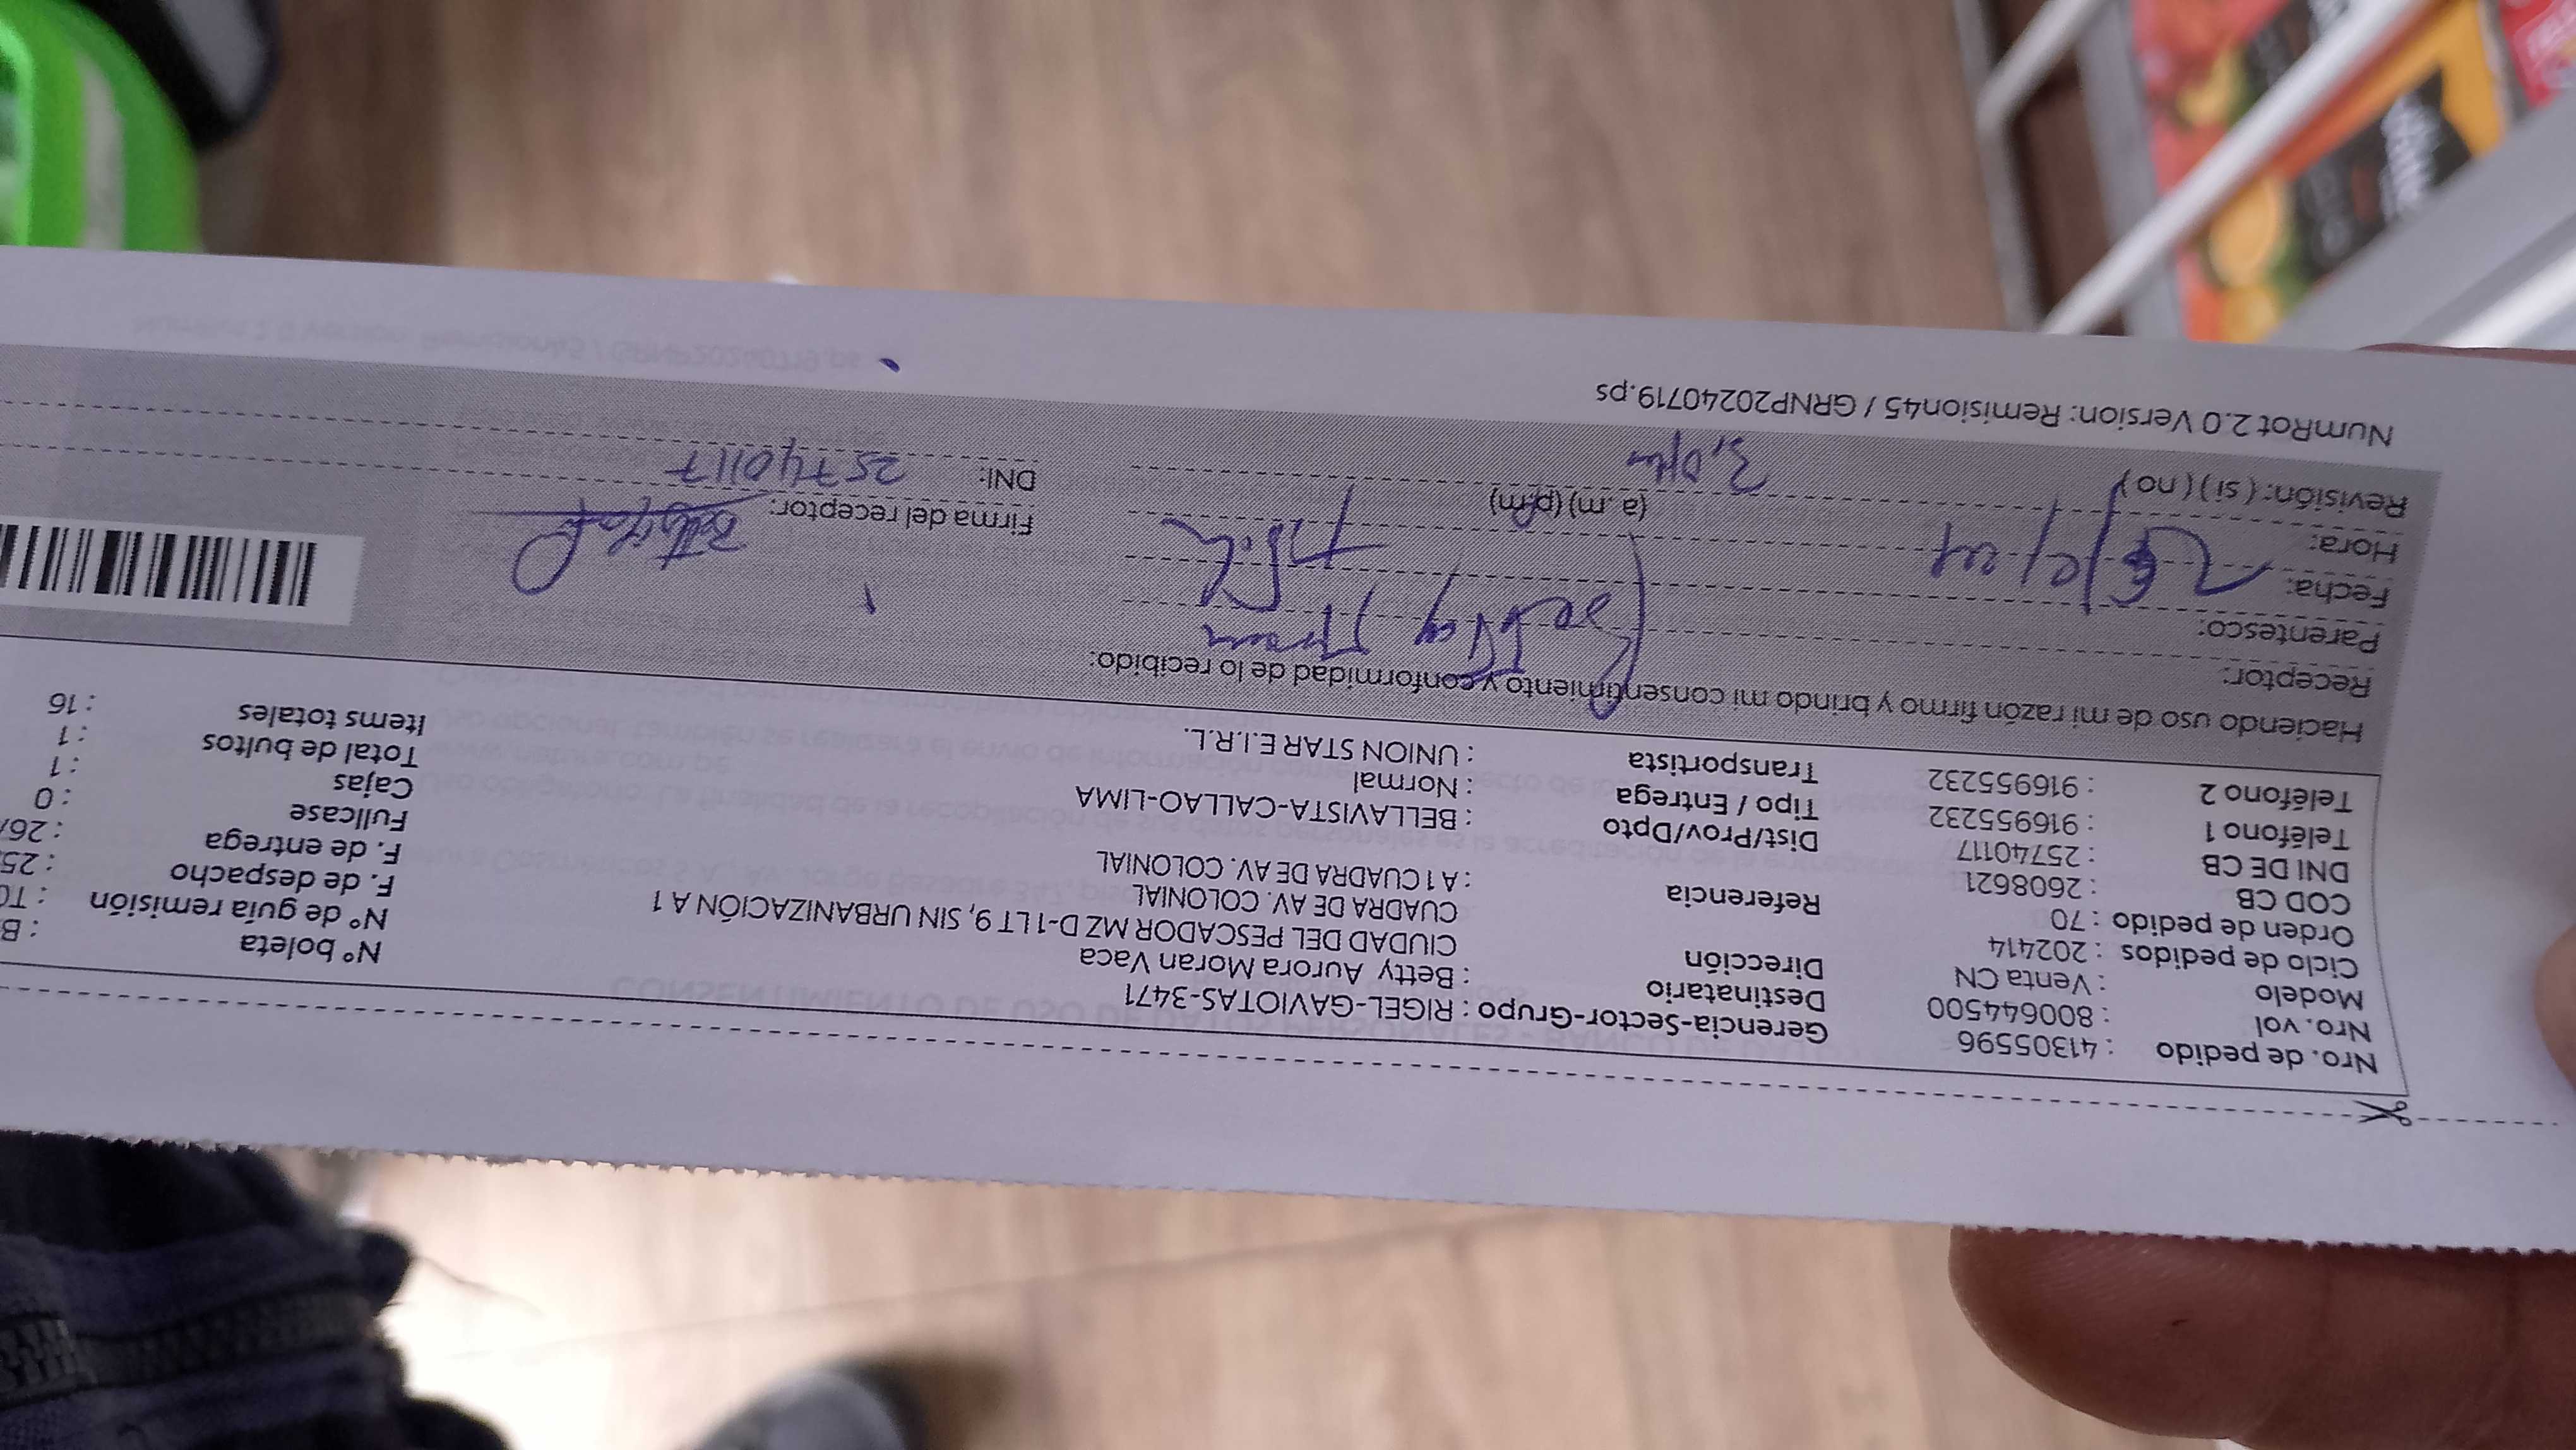 Nro. de pedido : 41305596 Gerencia-Sector-Grupo : RIGEL-GAVIOTAS-3471 N° boleta : B
Nro. vol : 800644500 Destinatario : Betty Aurora Moran Vaca N° de guía remisión
Modelo : Venta CN Dirección CIUDAD DEL PESCADOR MZ D-1 LT 9, SIN URBANIZACIÓN A 1 F. de despacho : 25
Ciclo de pedidos : 202414 CUADRA DE AV. COLONIAL F. de entrega : 26/
Orden de pedido : 70 Referencia : A 1 CUADRA DE AV. COLONIAL Fullcase : 0
COD CB : 2608621 Dist/Prov/Dpto : BELLAVISTA-CALLAO-LIMA Cajas : 1
DNI DE CB : 25740117 Tipo / Entrega : Normal Total de bultos : 1
Teléfono 1 : 916955232 Transportista : UNION STAR E.I.R.L. Items totales : 16
Teléfono 2 : 916955232
Haciendo uso de mi razón firmo y brindo mi consentimiento y conformidad de lo recibido:
Receptor:
Parentesco:
Fecha:
Hora: (a .m) (p.m) Firma del receptor:
Revisión: ( si ) ( no ) DNI: 25740117
NumRot 2.0 Version: Remision45 / GRNP20240719.ps